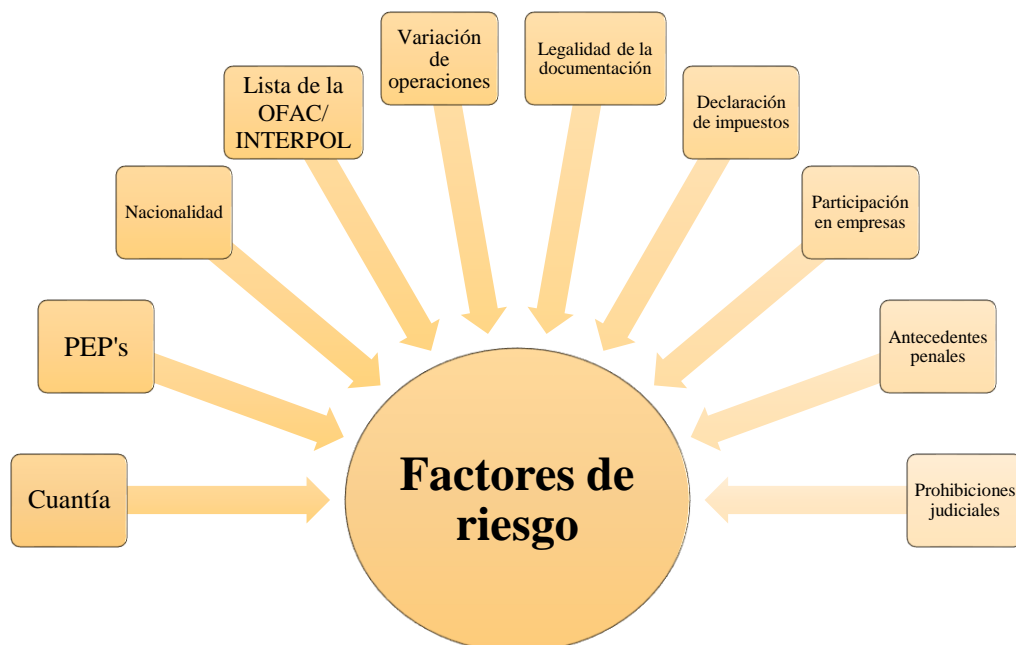 Variación
de
operaciones
Legalidad de la
documentación
Lista de la
OFAC/
INTERPOL
Declaración
de impuestos
Nacionalidad
Participación
en empresas
PEP's
Antecedentes
penales
Cuantía
Factores de
riesgo
Prohibiciones
judiciales